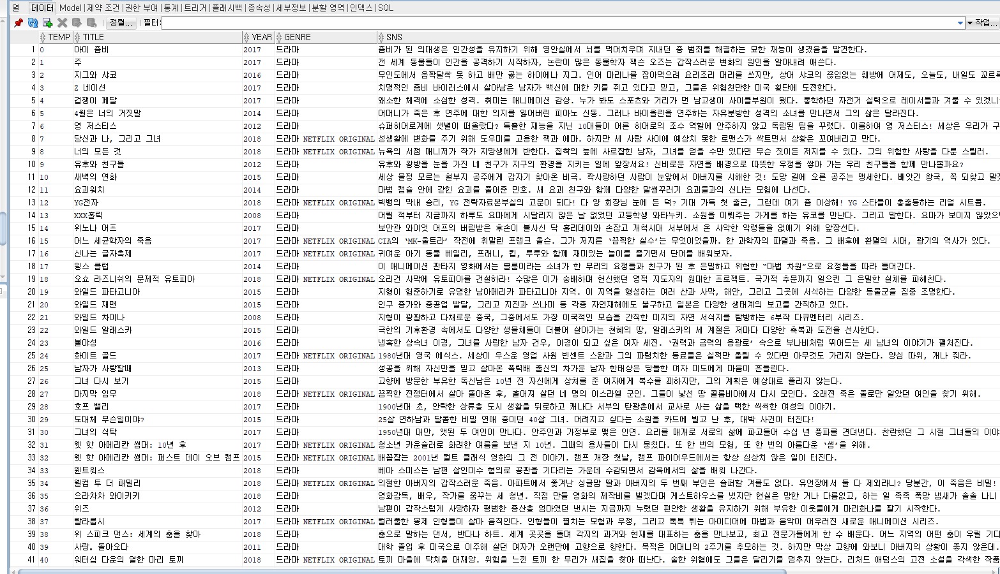 열 데이터 Model 제약 조건 권한 부여 통계 트리거 플래시백 종속성 세부정보 분할 영역 인덱스 SQL
정렬... 필터: 작업...
TEMP TITLE YEAR GENRE SNS
1 0 아이 좀비 2017 드라마 좀비가 된 의대생은 인간성을 유지하기 위해 영안실에서 뇌를 먹어치우며 지내던 중 범죄를 해결하는 묘한 재능이 생겼음을 발견한다.
2 1 주 2017 드라마 전 세계 동물들이 인간을 공격하기 시작하자, 논란이 많은 동물학자 잭슨 오즈는 갑작스러운 변화의 원인을 알아내려 애쓴다.
3 2 지그와 샤코 2016 드라마 무인도에서 옴짝달싹 못 하고 배만 곯는 하이에나 지그. 인어 마리나를 잡아먹으려 요리조리 머리를 쓰지만, 상어 샤코의 끊임없는 훼방에 어제도, 오늘도, 내일도 꼬르륵
4 3 Z 네이션 2017 드라마 치명적인 좀비 바이러스에서 살아남은 남자가 백신에 대한 키를 쥐고 있다고 믿고, 그들은 위험천만한 미국 횡단에 도전한다.
5 4 겁쟁이 페달 2017 드라마 왜소한 체격에 소심한 성격. 취미는 애니메이션 감상. 누가 봐도 스포츠와 거리가 먼 남고생이 사이클부원이 됐다. 통학하던 자전거 실력으로 레이서들과 겨룰 수 있겠니
6 5 4월은 너의 거짓말 2014 드라마 어머니가 죽은 후 연주에 대한 의지를 잃어버린 피아노 신동. 그러나 바이올린을 연주하는 자유분방한 성격의 소녀를 만나면서 그의 삶은 달라진다.
7 6 영 저스티스 2012 드라마 슈퍼히어로계에 샛별이 떠올랐다? 특출한 재능을 지닌 10대들이 어른 히어로의 조수 역할에 안주하지 않고 독립된 팀을 꾸렸다. 이름하여 영 저스티스! 세상은 우리가 구
8 7 당신과 나, 그리고 그녀 2018 드라마 NETFLIX ORIGINAL 성생활에 변화를 주기 위해 도우미를 고용한 잭과 에마. 하지만 세 사람 사이에 예상치 못한 로맨스가 싹트면서 상황은 꼬여버리고 만다.
9 8 너의 모든 것 2018 드라마 NETFLIX ORIGINAL 뉴욕의 서점 매니저가 작가 지망생에게 반한다. 집착의 늪에 사로잡힌 남자, 그녀를 얻을 수만 있다면 무슨 짓이든 저지를 수 있다. 그의 위험한 사랑을 다룬 스릴러.
10 9 유후와 친구들 2012 드라마 유후와 왕방울 눈을 가진 네 친구가 지구의 환경을 지키는 일에 앞장서요! 신비로운 자연을 배경으로 따뜻한 우정을 쌓아 가는 우리 친구들을 함께 만나볼까요?
11 10 새벽의 연화 2015 드라마 세상 물정 모르는 철부지 공주에게 갑자기 찾아온 비극. 짝사랑하던 사람이 눈앞에서 아버지를 시해한 것! 도망 길에 오른 공주는 맹세한다. 빼앗긴 왕국, 꼭 되찾고 말
12 11 요괴워치 2014 드라마 마법 캡슐 안에 갇힌 요괴를 풀어준 민호. 새 요괴 친구와 함께 다양한 말썽꾸러기 요괴들과의 신나는 모험에 나선다.
13 12 YG전자 2018 드라마 NETFLIX ORIGINAL 빅뱅의 막내 승리, YG 전략자료본부실의 고문이 되다! 다 양 회장님 눈에 든 덕? 기대 가득 첫 출근, 그런데 여기 좀 이상해! YG 스타들이 총출동하는 리얼 시트콤.
14 13 XXX홀릭 2008 드라마 어릴 적부터 지금까지 하루도 요마에게 시달리지 않은 날 없었던 고등학생 와타누키. 소원을 이뤄주는 가게를 하는 유코를 만난다. 그리고 말한다. 요마가 보이지 않았으
15 14 위노나 어프 2017 드라마 보안관 와이엇 어프의 버림받은 후손이 불사신 닥 홀리데이와 손잡고 개척시대 서부에서 온 사악한 악령들을 없애기 위해 앞장선다.
16 15 어느 세균학자의 죽음 2017 드라마 NETFLIX ORIGINAL CIA의 ‘MK-울트라’ 작전에 휘말린 프랭크 올슨. 그가 저지른 ‘끔찍한 실수’는 무엇이었을까. 한 과학자의 파멸과 죽음. 그 배후에 환멸의 시대, 광기의 역사가 있다.
17 16 신나는 글자축제 2017 드라마 NETFLIX ORIGINAL 귀여운 아기 동물 베일리, 프래니, 킵, 루루와 함께 재미있는 놀이를 즐기면서 단어를 배워보자.
18 17 윙스 클럽 2014 드라마 이 애니메이션 판타지 영화에서는 블룸이라는 소녀가 한 무리의 요정들과 친구가 된 후 은밀하고 위험한 “마법 차원”으로 요정들을 따라 들어간다.
19 18 오쇼 라즈니쉬의 문제적 유토피아 2018 드라마 NETFLIX ORIGINAL 오리건 사막에 유토피아를 건설하라! 수많은 이가 숭배하며 헌신했던 영적 지도자의 원대한 프로젝트. 국가적 추문까지 일으킨 그 은밀한 실체를 파헤친다.
20 19 와일드 파타고니아 2015 드라마 지형이 험준하기로 유명한 남아메리카 파타고니아 지역. 이 지역을 형성하는 여러 산과 사막, 해안, 그리고 그곳에 서식하는 다양한 동물군을 집중 조명한다.
21 20 와일드 재팬 2015 드라마 인구 증가와 중공업 발달, 그리고 지진과 쓰나미 등 각종 자연재해에도 불구하고 일본은 다양한 생태계의 보고를 간직하고 있다.
22 21 와일드 차이나 2008 드라마 지형이 광활하고 다채로운 중국, 그중에서도 가장 이국적인 모습을 간직한 미지의 자연 서식지를 탐방하는 6부작 다큐멘터리 시리즈.
23 22 와일드 알래스카 2015 드라마 극한의 기후환경 속에서도 다양한 생물체들이 더불어 살아가는 천혜의 땅, 알래스카의 세 계절은 저마다 다양한 축복과 도전을 선사한다.
24 23 불야성 2016 드라마 냉혹한 상속녀 이경, 그녀를 사랑한 남자 건우, 이경이 되고 싶은 여자 세진. ‘권력과 금력의 용광로’ 속으로 부나비처럼 뛰어드는 세 남녀의 이야기가 펼쳐진다.
25 24 화이트 골드 2017 드라마 NETFLIX ORIGINAL 1980년대 영국 에식스. 세상이 우스운 영업 사원 빈센트 스완과 그의 파렴치한 동료들은 실적만 올릴 수 있다면 아무것도 가리지 않는다. 양심 따위, 개나 줘라.
26 25 남자가 사랑할때 2013 드라마 성공을 위해 자신만을 믿고 살아온 폭력배 출신의 차가운 남자 한태상은 당돌한 여자 미도에게 마음이 흔들린다.
27 26 그녀 다시 보기 2015 드라마 고향에 방문한 부유한 독신남은 10년 전 자신에게 상처를 준 여자에게 복수를 꾀하지만, 그의 계획은 예상대로 풀리지 않는다.
28 27 마지막 임무 2018 드라마 NETFLIX ORIGINAL 끔찍한 전쟁터에서 살아 돌아온 후, 흩어져 살던 네 명의 이스라엘 군인. 그들이 낯선 땅 콜롬비아에서 다시 모인다. 오래전 죽은 줄로만 알았던 여인을 찾기 위해.
29 28 호프 밸리 2017 드라마 1900년대 초, 안락한 상류층 도시 생활을 뒤로하고 캐나다 서부의 탄광촌에서 교사로 사는 삶을 택한 씩씩한 여성의 이야기.
30 29 도대체 무슨일이야? 2015 드라마 25살 연하남과 달콤한 비밀 연애 중이던 40살 그녀. 어려지고 싶다는 소원을 카드에 빌고 난 후, 대박 사건이 터진다!
31 30 그녀의 식탁 2017 드라마 1950년대 대만, 앳된 두 여인이 만나다. 안주인과 가정부로 맺은 인연. 요리를 매개로 서로의 삶에 파고들어 수십 년 풍파를 견뎌낸다. 찬란했던 그 시절 그녀들의 이야
32 31 웻 핫 아메리칸 썸머: 10년 후 2017 드라마 NETFLIX ORIGINAL 청소년 카운슬러로 화려한 여름을 보낸 지 10년. 그때의 용사들이 다시 뭉쳤다. 또 한 번의 모험, 또 한 번의 아름다운 ‘썸’을 위해.
33 32 웻 핫 아메리칸 썸머: 퍼스트 데이 오브 캠프 2015 드라마 NETFLIX ORIGINAL 배꼽잡는 2001년 컬트 클래식 영화의 그 전 이야기. 캠프 개장 첫날, 캠프 파이어우드에서는 항상 심상치 않은 일이 터진다.
34 33 웬트워스 2018 드라마 베아 스미스는 남편 살인미수 혐의로 공판을 기다리는 가운데 수감되면서 감옥에서의 삶을 배워 나간다.
35 34 웰컴 투 더 패밀리 2018 드라마 NETFLIX ORIGINAL 의절한 아버지의 갑작스러운 죽음. 아파트에서 쫓겨난 싱글맘 딸과 아버지의 두 번째 부인은 슬퍼할 겨를도 없다. 유언장에서 둘 다 제외라니? 당분간, 이 죽음은 비밀!
36 35 으라차차 와이키키 2018 드라마 영화감독, 배우, 작가를 꿈꾸는 세 청년. 직접 만들 영화의 제작비를 벌겠다며 게스트하우스를 냈지만 현실은 망한 거나 다름없고, 하는 일 족족 폭망 냄새가 솔솔 나니
37 36 위즈 2012 드라마 남편이 갑작스럽게 사망하자 평범한 중산층 엄마였던 낸시는 지금까지 누렸던 편안한 생활을 유지하기 위해 부유한 이웃들에게 마리화나를 팔기 시작한다.
38 37 랄라룹시 2017 드라마 NETFLIX ORIGINAL 컬러풀한 봉제 인형들이 살아 움직인다. 인형들이 펼치는 모험과 우정, 그리고 톡톡 튀는 아이디어에 마법과 음악이 어우러진 새로운 애니메이션 시리즈.
39 38 위 스피크 댄스: 세계의 춤을 찾아 2018 드라마 춤으로 말하는 댄서, 반다나 하트. 세계 곳곳을 돌며 각지의 과거와 현재를 대표하는 춤을 만나보고, 최고 전문가들에게 한 수 배운다. 어느 지역의 어떤 춤이 우릴 기다
40 39 사랑。돌아오다 2011 드라마 대학 졸업 후 미국으로 이주해 살던 여자가 오랜만에 고향으로 향한다. 목적은 어머니의 2주기를 추모하는 것. 하지만 막상 고향에 와보니 아버지의 상황이 좋지 않은데.
41 40 워터십 다운의 열한 마리 토끼 2018 드라마 NETFLIX ORIGINAL 토끼 마을에 닥쳐올 대재앙. 위험을 느낀 토끼 한 무리가 새집을 찾아 떠난다. 숱한 위협에도 그들은 달리기를 멈추지 않는다. 리처드 애덤스의 고전 소설을 각색한 작품